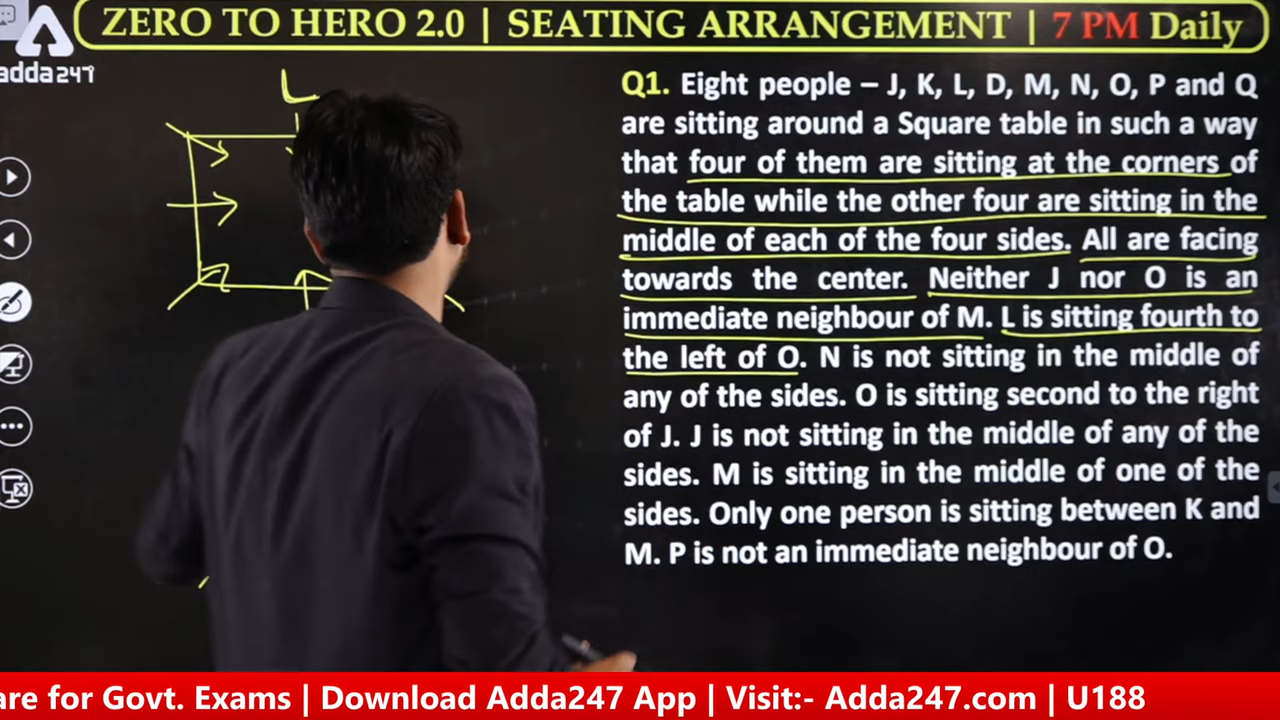 ZERO TO HERO 2.0 | SEATING ARRANGEMENT | 7 PM Daily
adda247
L
Q1. Eight people – J, K, L, D, M, N, O, P and Q
are sitting around a Square table in such a way
that four of them are sitting at the corners of
the table while the other four are sitting in the
middle of each of the four sides. All are facing
towards the center. Neither J nor O is an
immediate neighbour of M. L is sitting fourth to
the left of O. N is not sitting in the middle of
any of the sides. O is sitting second to the right
of J. J is not sitting in the middle of any of the
sides. M is sitting in the middle of one of the
sides. Only one person is sitting between K and
M. P is not an immediate neighbour of O.
are for Govt. Exams | Download Adda247 App | Visit:- Adda247.com | U188